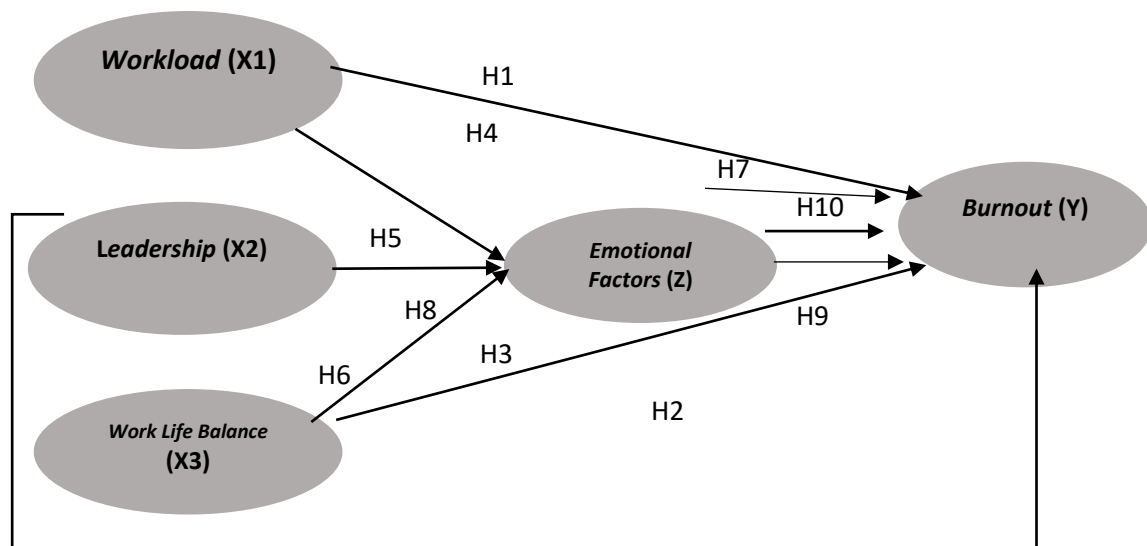 Workload (X1)
H1
H4
H7
H10
Burnout (Y)
Leadership (X2)
H5
Emotional
Factors (Z)
H8
H9
H3
H6
H2
Work Life Balance
(X3)